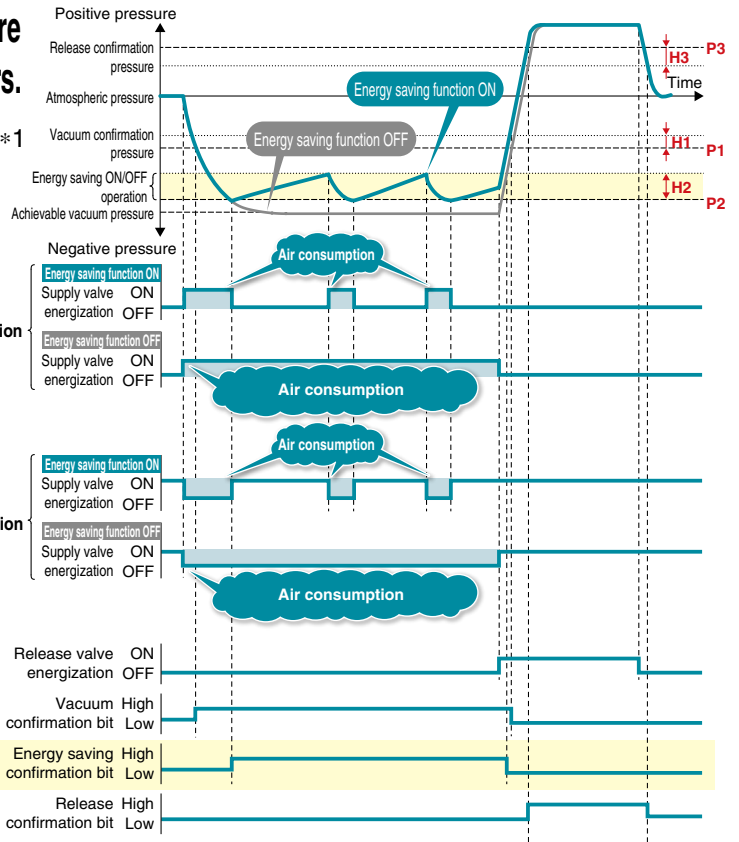 Positive pressure
re
Release confirmation
pressure
P3
H3
rs.
Time
Atmospheric pressure
Energy saving function ON
*1
Vacuum confirmation
pressure
Energy saving function OFF
H1
P1
Energy saving ON/OFF
operation
H2
P2
Achievable vacuum pressure
Negative pressure
Air consumption
Energy saving function ON
Supply valve ON
energization OFF
tion
Energy saving function OFF
Supply valve ON
energization OFF
Air consumption
Air consumption
Energy saving function ON
Supply valve ON
energization OFF
tion
Energy saving function OFF
Supply valve ON
energization OFF
Air consumption
Release valve ON
energization OFF
Vacuum High
confirmation bit Low
Energy saving High
confirmation bit Low
Release High
confirmation bit Low